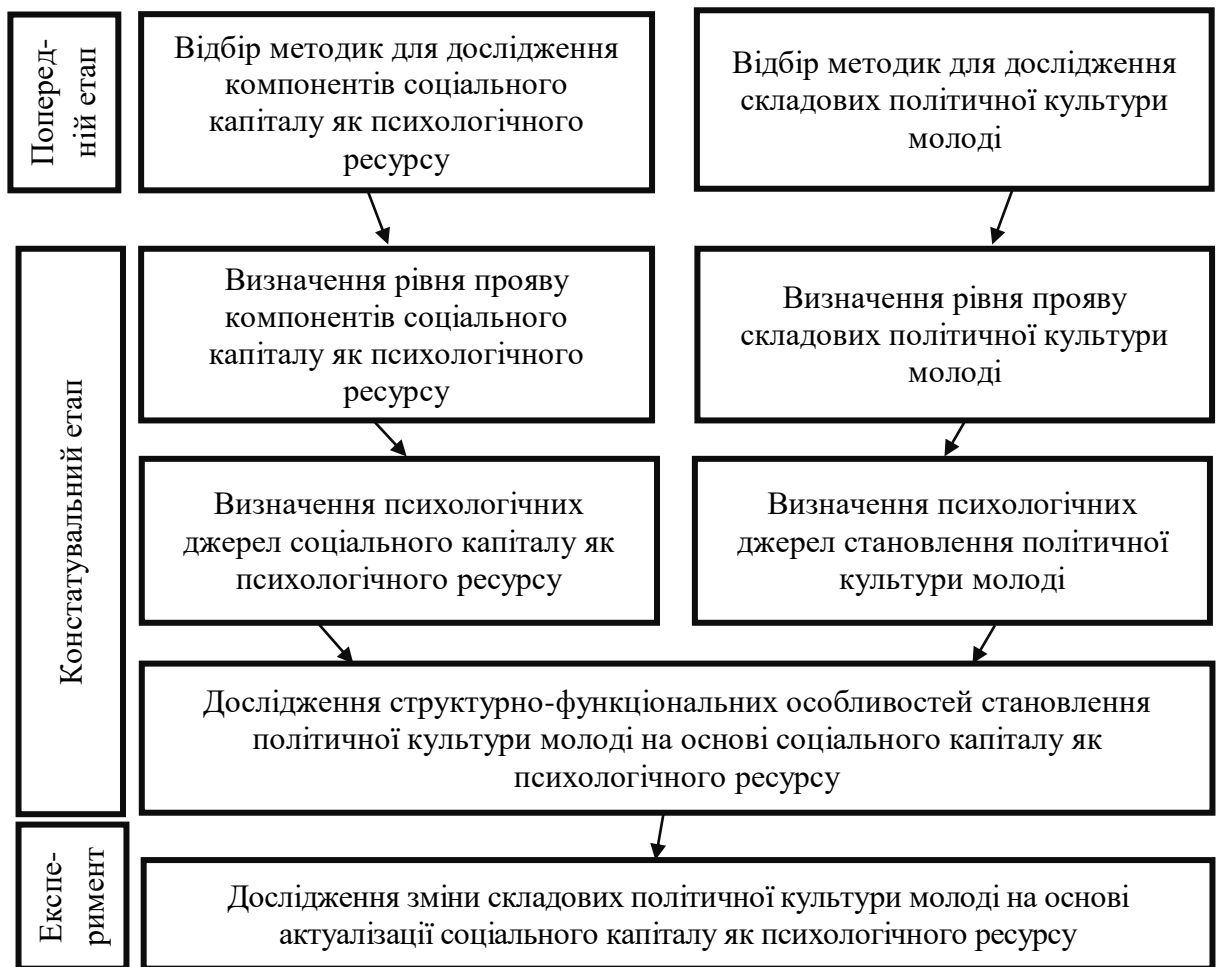 Поперед-
ній етап
Відбір методик для дослідження
компонентів соціального
капіталу як психологічного
ресурсу
Відбір методик для дослідження
складових політичної культури
молоді
Констатувальний етап
Визначення рівня прояву
компонентів соціального
капіталу як психологічного
ресурсу
Визначення рівня прояву
складових політичної культури
молоді
Визначення психологічних
джерел соціального капіталу як
психологічного ресурсу
Визначення психологічних
джерел становлення політичної
культури молоді
Дослідження структурно-функціональних особливостей становлення
політичної культури молоді на основі соціального капіталу як
психологічного ресурсу
Експе-
римент
Дослідження зміни складових політичної культури молоді на основі
актуалізації соціального капіталу як психологічного ресурсу